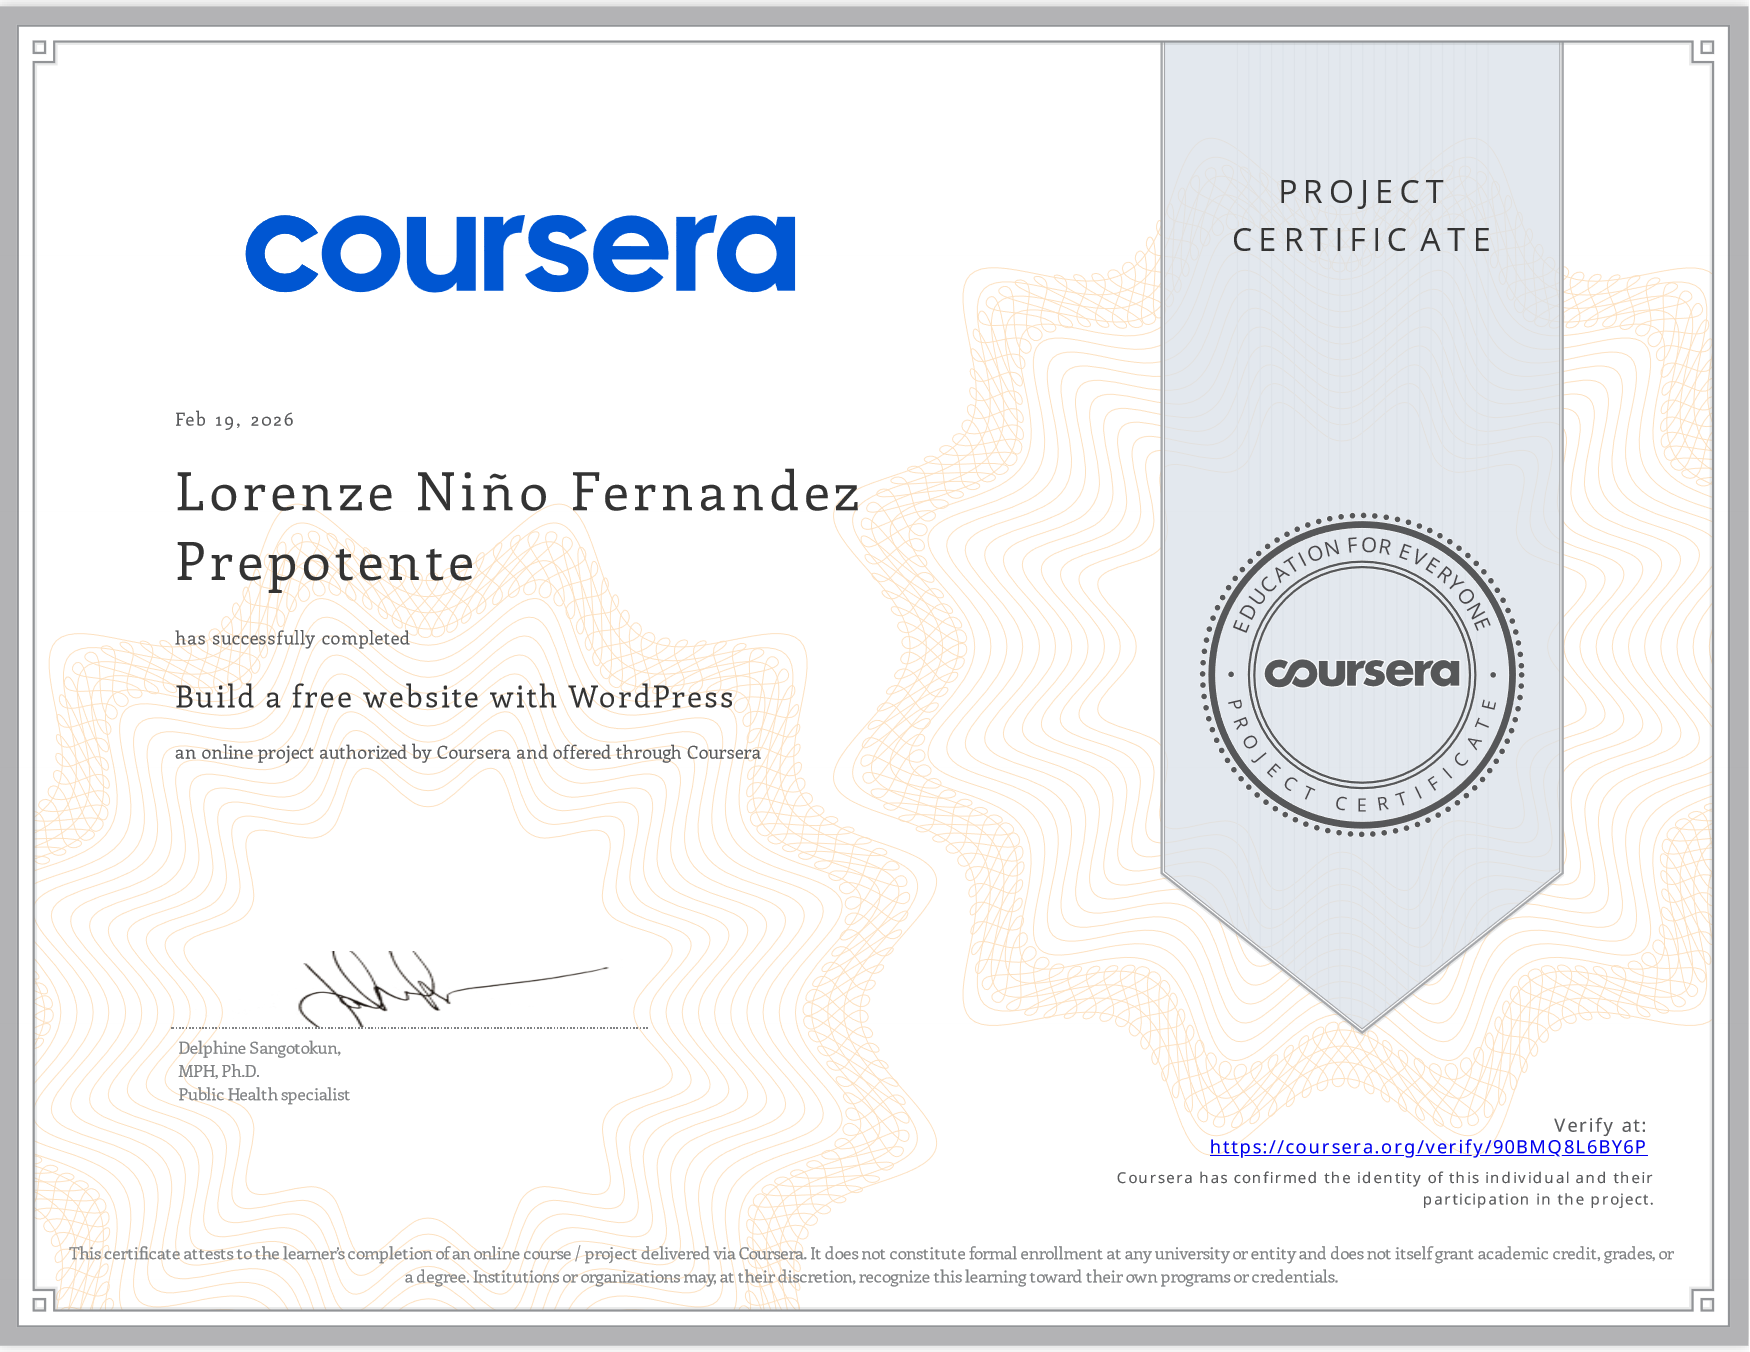 coursera
Feb 19, 2026
Lorenze Niño Fernandez
Prepotente
has successfully completed
Build a free website with WordPress
an online project authorized by Coursera and offered through Coursera
Delphine Sangotokun,
MPH, Ph.D.
Public Health specialist
PROJECT
CERTIFICATE
EDUCATION FOR EVERYONE
coursera
PROJECT CERTIFICATE
Verify at:
https://coursera.org/verify/90BMQ8L6BY6P
Coursera has confirmed the identity of this individual and their
participation in the project.
This certificate attests to the learner's completion of an online course / project delivered via Coursera. It does not constitute formal enrollment at any university or entity and does not itself grant academic credit, grades, or
a degree. Institutions or organizations may, at their discretion, recognize this learning toward their own programs or credentials.